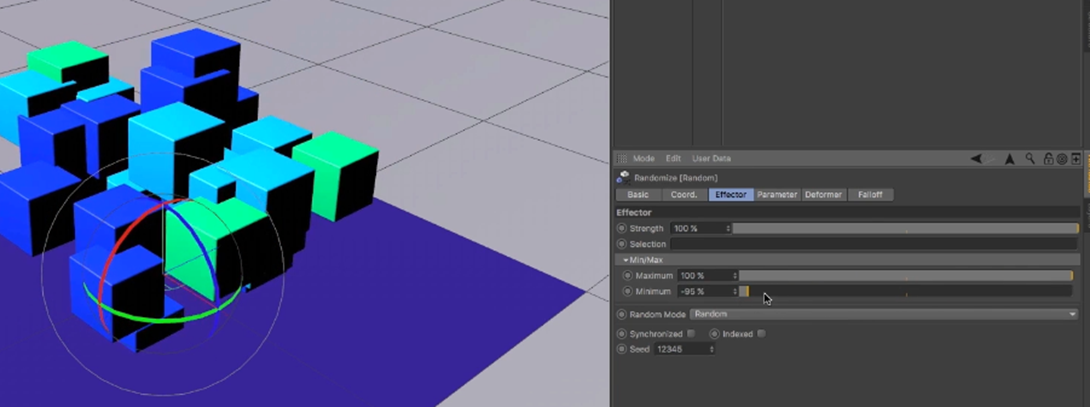 Mode Edit User Data
Randomize [Random]
Basic Coord. Effector Parameter Deformer Falloff
Effector
Strength 100 %
Selection
Min/Max
Maximum 100 %
Minimum -95 %
Random Mode Random
Synchronized Indexed
Seed 12345